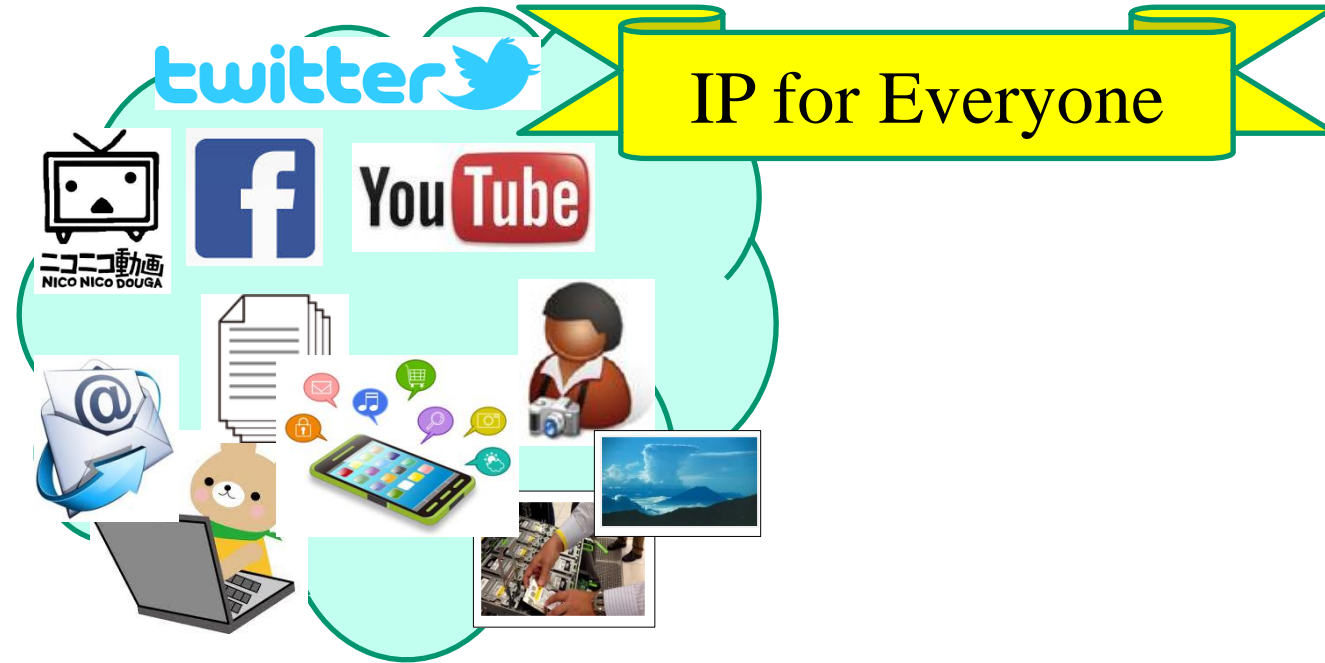 twitter
IP for Everyone
You Tube
f
ニコニコ動画
NICO NICO DOUGA
@